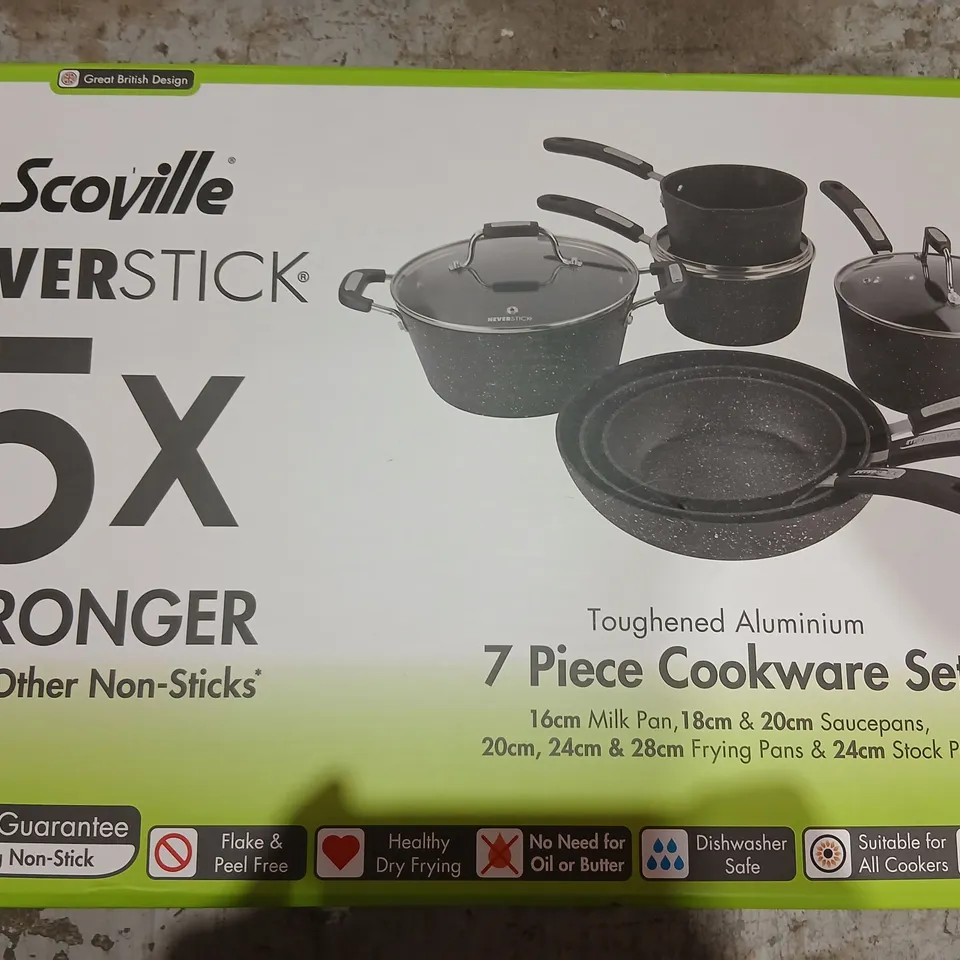 Great British Design
Scoville®
VERSTICK®
5X
RONGER
Other Non-Sticks*
NEVERSTICK
Toughened Aluminium
7 Piece Cookware Set
16cm Milk Pan, 18cm & 20cm Saucepans,
20cm, 24cm & 28cm Frying Pans & 24cm Stock P
Guarantee
g Non-Stick
Flake &
Peel Free
Healthy
Dry Frying
No Need for
Oil or Butter
Dishwasher
Safe
Suitable for
All Cookers